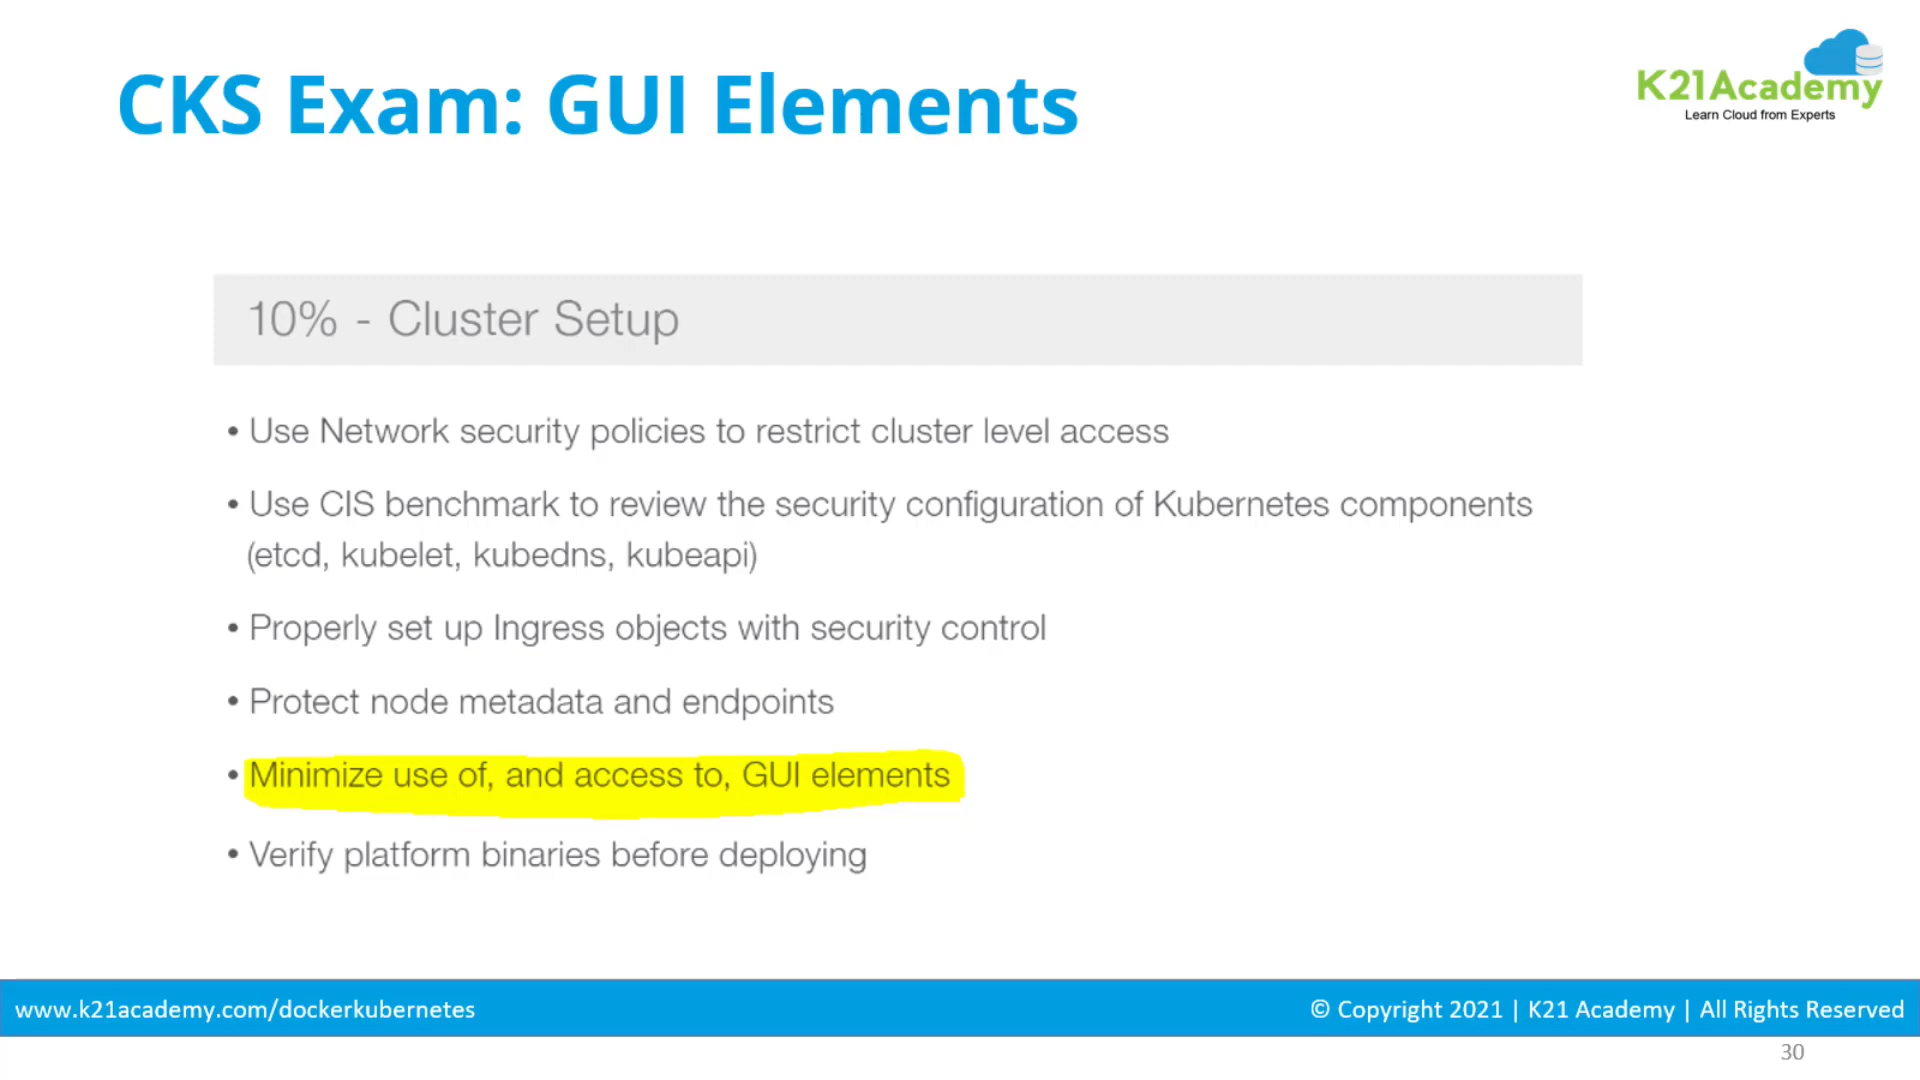 CKS Exam: GUI Elements
K21Academy
Learn Cloud from Experts
10% - Cluster Setup
• Use Network security policies to restrict cluster level access
• Use CIS benchmark to review the security configuration of Kubernetes components
(etcd, kubelet, kubedns, kubeapi)
• Properly set up Ingress objects with security control
• Protect node metadata and endpoints
• Minimize use of, and access to, GUI elements
• Verify platform binaries before deploying
www.k21academy.com/dockerkubernetes
© Copyright 2021 | K21 Academy | All Rights Reserved
30